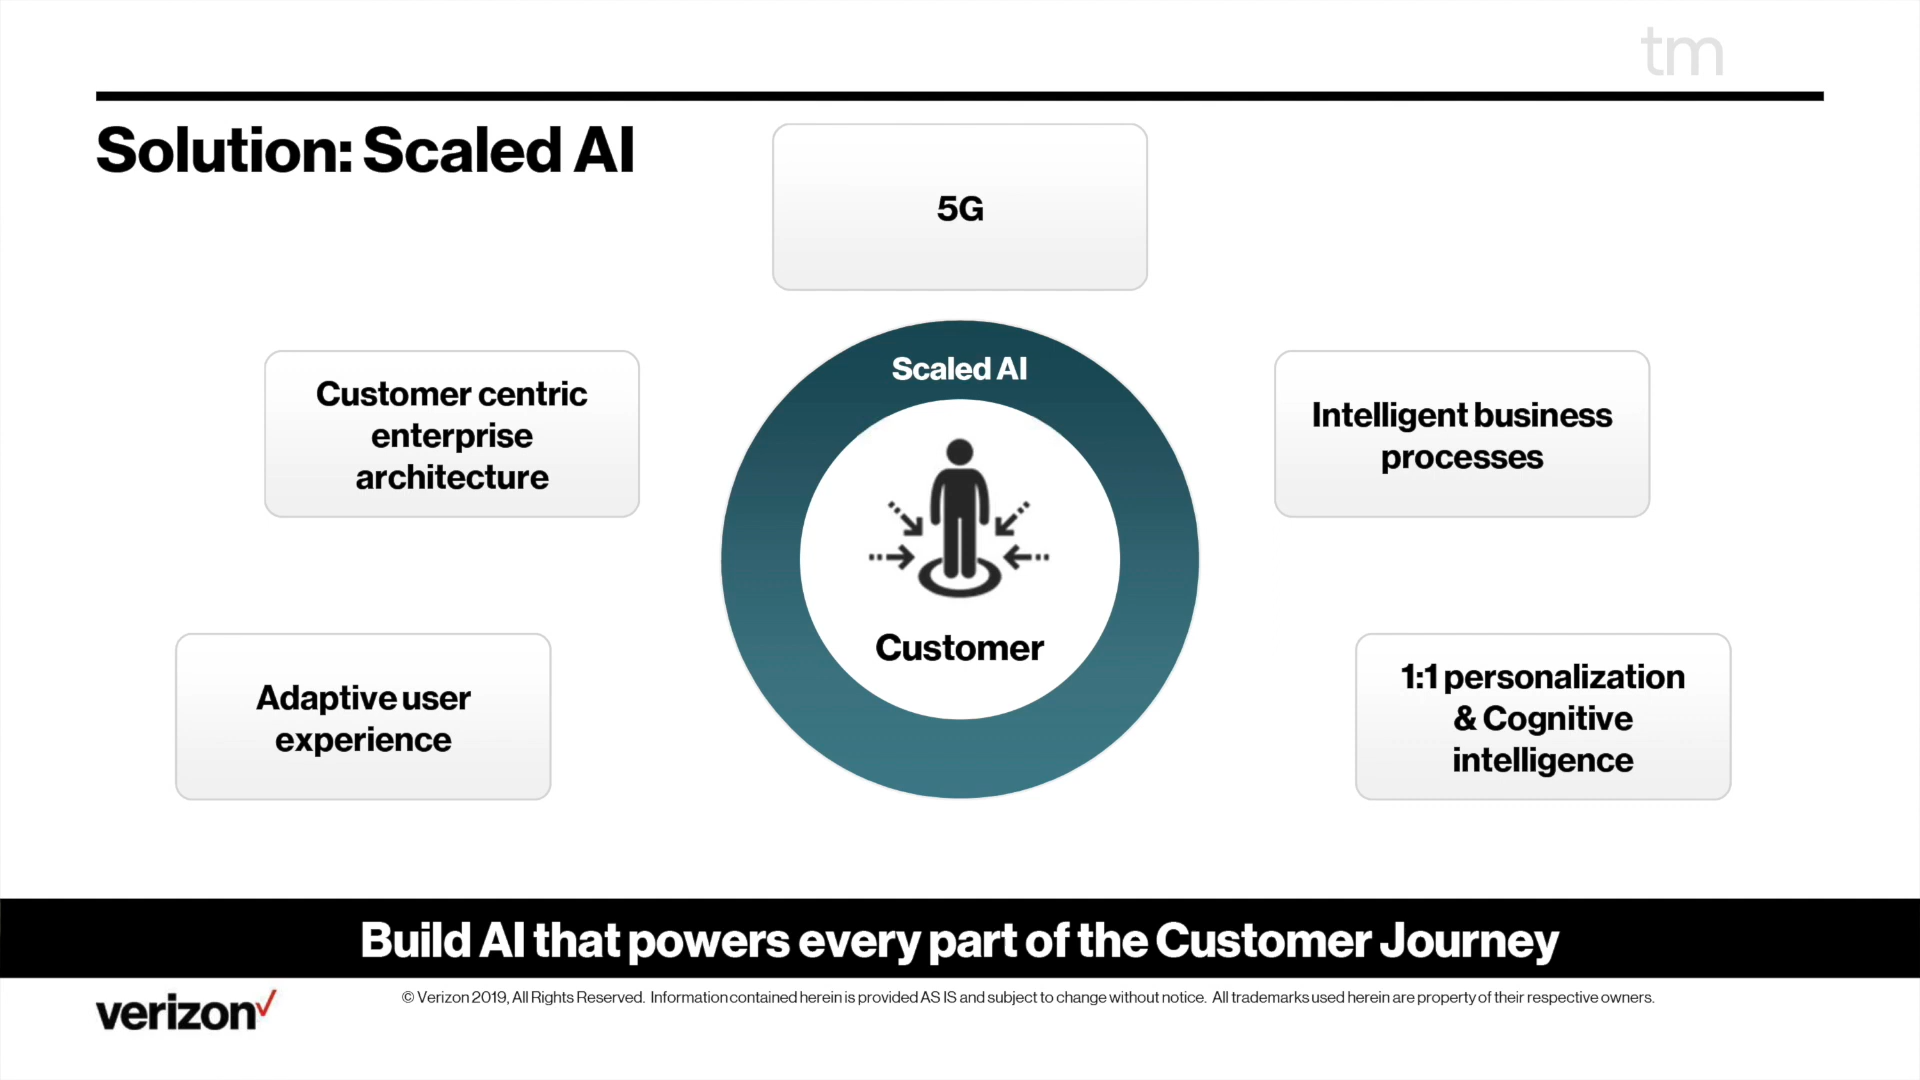 tm
Solution: Scaled AI
5G
Scaled AI
Customer centric
enterprise
architecture
Intelligent business
processes
Customer
Adaptive user
experience
1:1 personalization
& Cognitive
intelligence
Build AI that powers every part of the Customer Journey
verizon
© Verizon 2019, All Rights Reserved. Information contained herein is provided AS IS and subject to change without notice. All trademarks used herein are property of their respective owners.